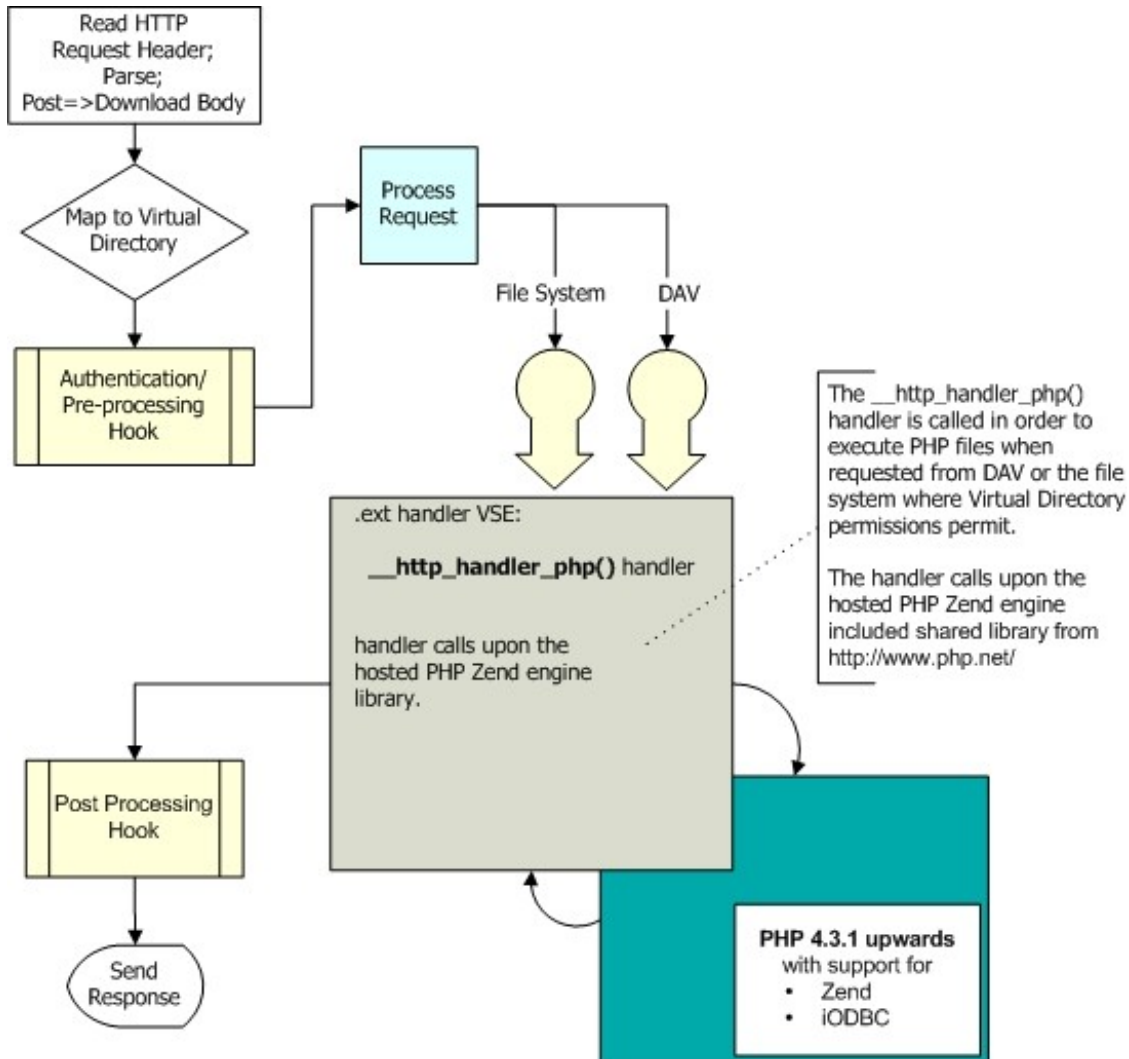 Read HTTP
Request Header;
Parse;
Post=>Download Body
Map to Virtual
Directory
Authentication/
Pre-processing
Hook
Process
Request
File System
DAV
The __http_handler_php()
handler is called in order to
execute PHP files when
requested from DAV or the file
system where Virtual Directory
permissions permit.
The handler calls upon the
hosted PHP Zend engine
included shared library from
http://www.php.net/
.ext handler VSE:
__http_handler_php() handler
handler calls upon the
hosted PHP Zend engine
library.
Post Processing
Hook
Send
Response
PHP 4.3.1 upwards
with support for
• Zend
• iODBC